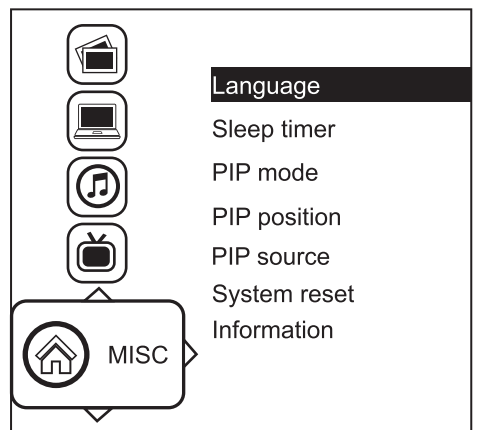 Language
Sleep timer
PIP mode
PIP position
PIP source
System reset
Information
MISC